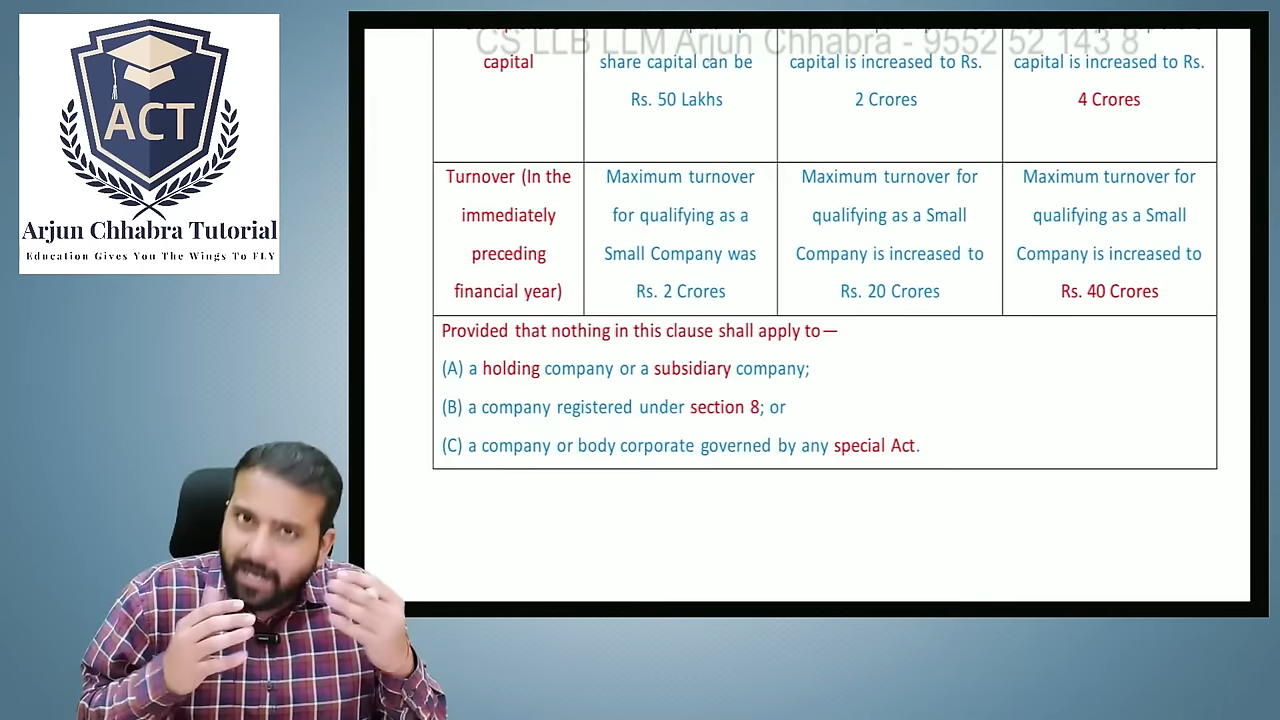 ACT
Arjun Chhabra Tutorial
Education Gives You The Wings To FLY
CS LLB LLM Arjun Chhabra - 9552 52 143 8
capital
share capital can be
Rs. 50 Lakhs
capital is increased to Rs.
2 Crores
capital is increased to Rs.
4 Crores
Turnover (In the
immediately
preceding
financial year)
Maximum turnover
for qualifying as a
Small Company was
Rs. 2 Crores
Maximum turnover for
qualifying as a Small
Company is increased to
Rs. 20 Crores
Maximum turnover for
qualifying as a Small
Company is increased to
Rs. 40 Crores
Provided that nothing in this clause shall apply to—
(A) a holding company or a subsidiary company;
(B) a company registered under section 8; or
(C) a company or body corporate governed by any special Act.